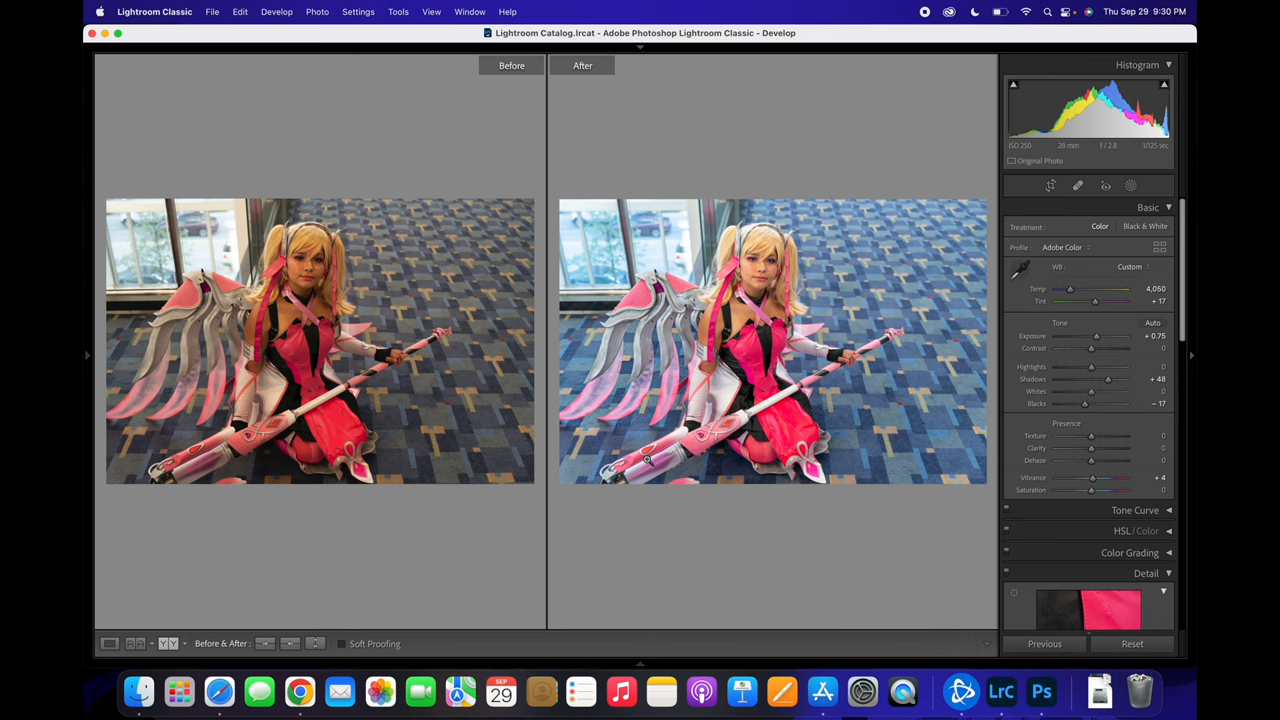 Lightroom Classic File Edit Develop Photo Settings Tools View Window Help Thu Sep 29 9:30 PM
Lightroom Catalog.lrcat - Adobe Photoshop Lightroom Classic - Develop
Before After Histogram
ISO 250 28 mm f / 2.8 1/125 sec
Original Photo
Basic
Treatment: Color Black & White
Profile: Adobe Color
WB: Custom
Temp 4,050
Tint + 17
Tone Auto
Exposure + 0.75
Contrast 0
Highlights 0
Shadows + 48
Whites 0
Blacks − 17
Presence
Texture 0
Clarity 0
Dehaze 0
Vibrance + 4
Saturation 0
Tone Curve
HSL / Color
Color Grading
Detail
Before & After: Soft Proofing Previous Reset
SEP
29 LrC Ps